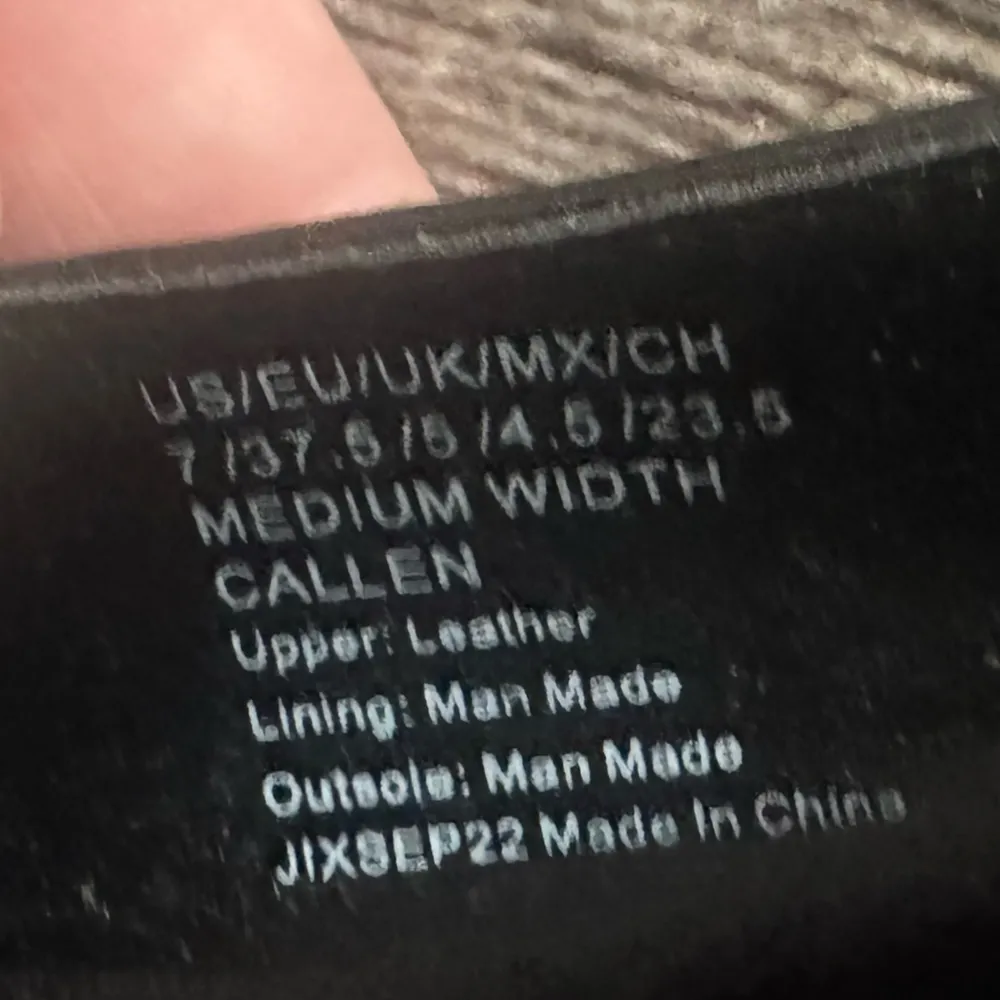 US/EU/UK/MX/CH
7 /37.5 /5 /4.5 /23.5
MEDIUM WIDTH
CALLEN
Upper: Leather
Lining: Man Made
Outsole: Man Made
JIXSEP22 Made In China